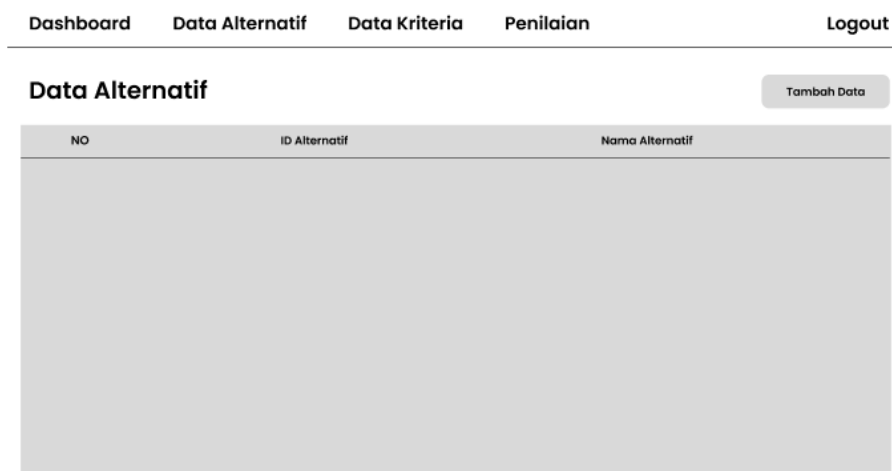 Dashboard Data Alternatif Data Kriteria Penilaian Logout
Data Alternatif Tambah Data
NO ID Alternatif Nama Alternatif